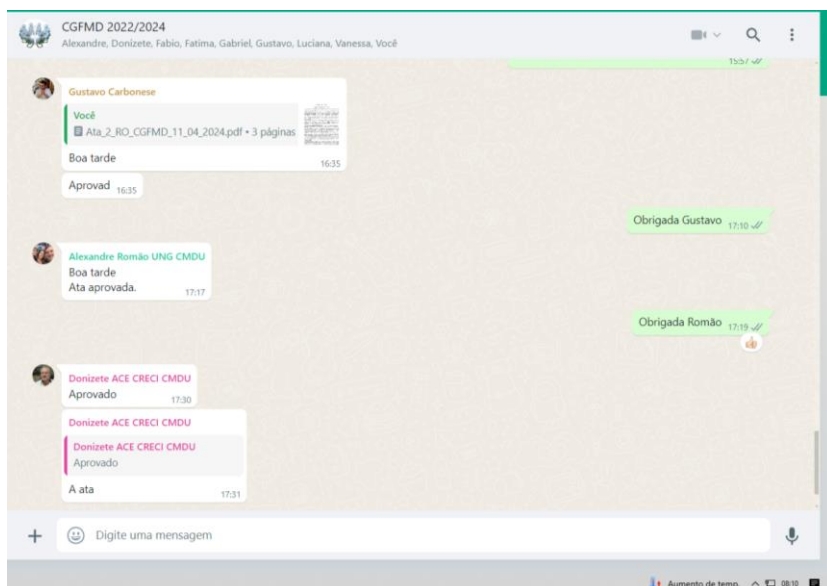 CGFMD 2022/2024
Alexandre, Donizete, Fabio, Fatima, Gabriel, Gustavo, Luciana, Vanessa, Você
15:57
Gustavo Carbonese
Você
Ata_2_RO_CGFMD_11_04_2024.pdf • 3 páginas
Boa tarde
16:35
Aprovad 16:35
Obrigada Gustavo 17:10
Alexandre Romão UNG CMDU
Boa tarde
Ata aprovada. 17:17
Obrigada Romão 17:19
Donizete ACE CRECI CMDU
Aprovado 17:30
Donizete ACE CRECI CMDU
Donizete ACE CRECI CMDU
Aprovado
A ata 17:31
Digite uma mensagem
Aumento de temp. 08:10